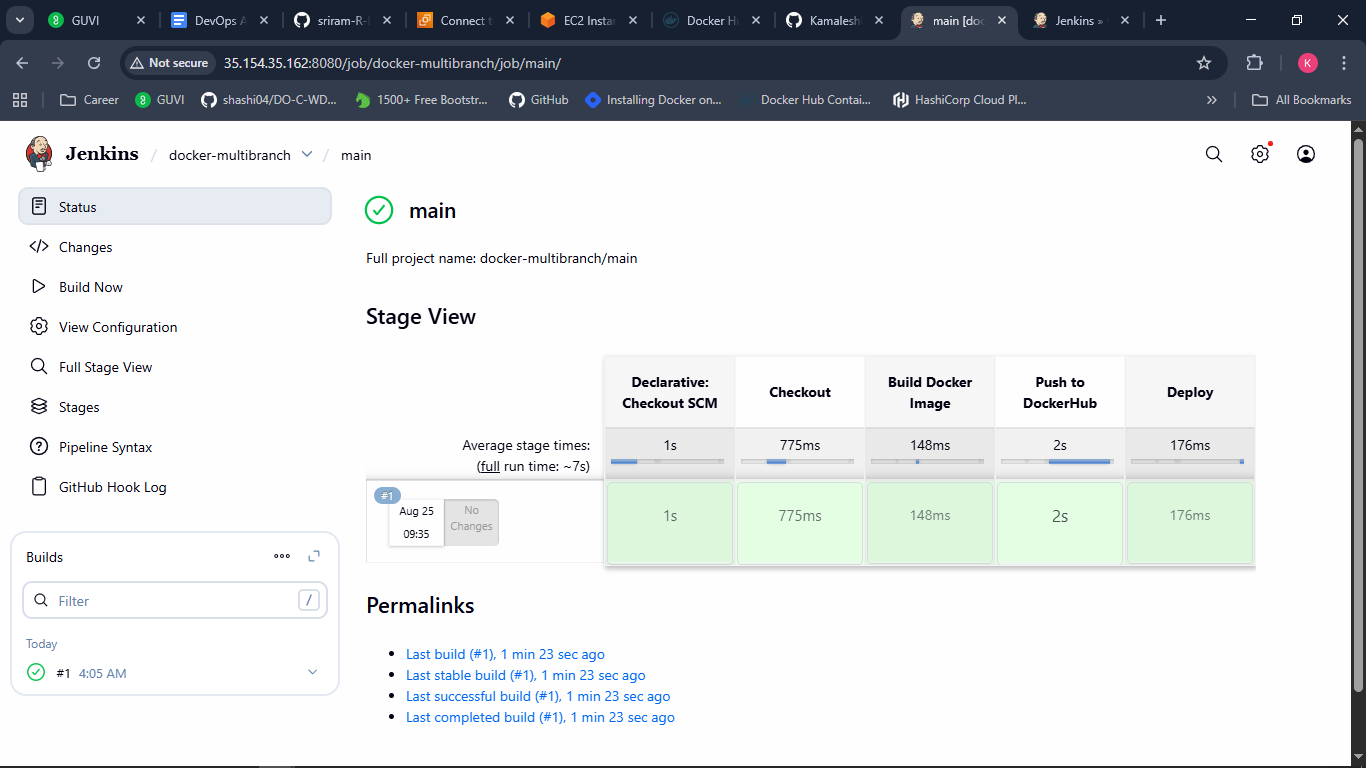 GUVI
DevOps A
sriram-R-
Connect t
EC2 Instan
Docker H
Kamalesh
main [doc
Jenkins »
Not secure
35.154.35.162:8080/job/docker-multibranch/job/main/
K
Career
GUVI
shashi04/DO-C-WD...
1500+ Free Bootstr...
GitHub
Installing Docker on...
Docker Hub Contai...
HashiCorp Cloud Pl...
»
All Bookmarks
Jenkins / docker-multibranch / main
Status
Changes
Build Now
View Configuration
Full Stage View
Stages
Pipeline Syntax
GitHub Hook Log
Builds
Filter
/
Today
#1 4:05 AM
main
Full project name: docker-multibranch/main
Stage View
Declarative:
Checkout SCM
Checkout
Build Docker
Image
Push to
DockerHub
Deploy
Average stage times:
(full run time: ~7s)
1s
775ms
148ms
2s
176ms
#1
Aug 25
09:35
No
Changes
1s
775ms
148ms
2s
176ms
Permalinks
Last build (#1), 1 min 23 sec ago
Last stable build (#1), 1 min 23 sec ago
Last successful build (#1), 1 min 23 sec ago
Last completed build (#1), 1 min 23 sec ago